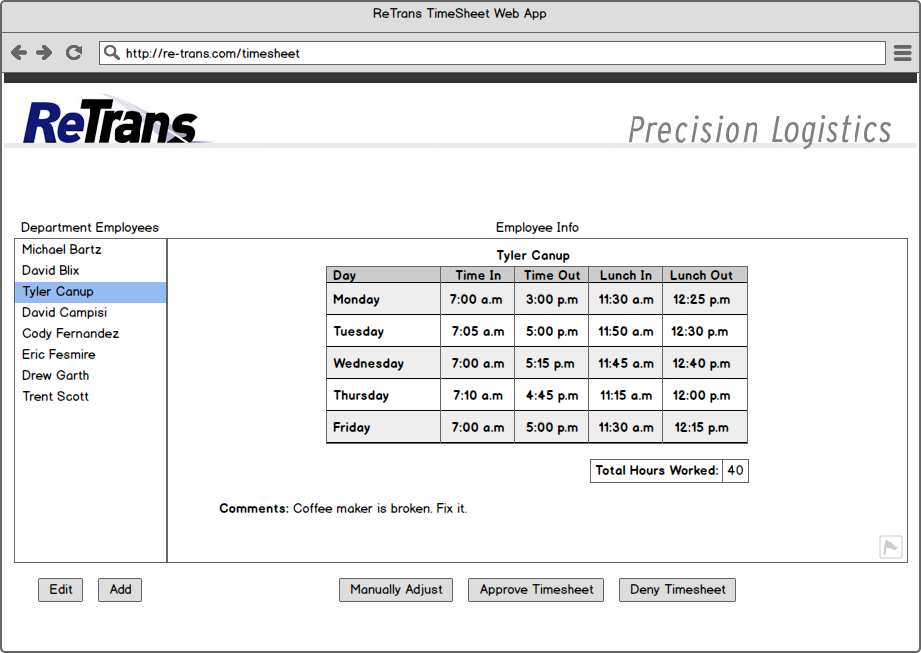 ReTrans TimeSheet Web App
http://re-trans.com/timesheet
ReTrans
Precision Logistics
Department Employees
Employee Info
Michael Bartz
David Blix
Tyler Canup
David Campisi
Cody Fernandez
Eric Fesmire
Drew Garth
Trent Scott
Tyler Canup
Day Time In Time Out Lunch In Lunch Out
Monday 7:00 a.m 3:00 p.m 11:30 a.m 12:25 p.m
Tuesday 7:05 a.m 5:00 p.m 11:50 a.m 12:30 p.m
Wednesday 7:00 a.m 5:15 p.m 11:45 a.m 12:40 p.m
Thursday 7:10 a.m 4:45 p.m 11:15 a.m 12:00 p.m
Friday 7:00 a.m 5:00 p.m 11:30 a.m 12:15 p.m
Total Hours Worked: 40
Comments: Coffee maker is broken. Fix it.
Edit Add Manually Adjust Approve Timesheet Deny Timesheet